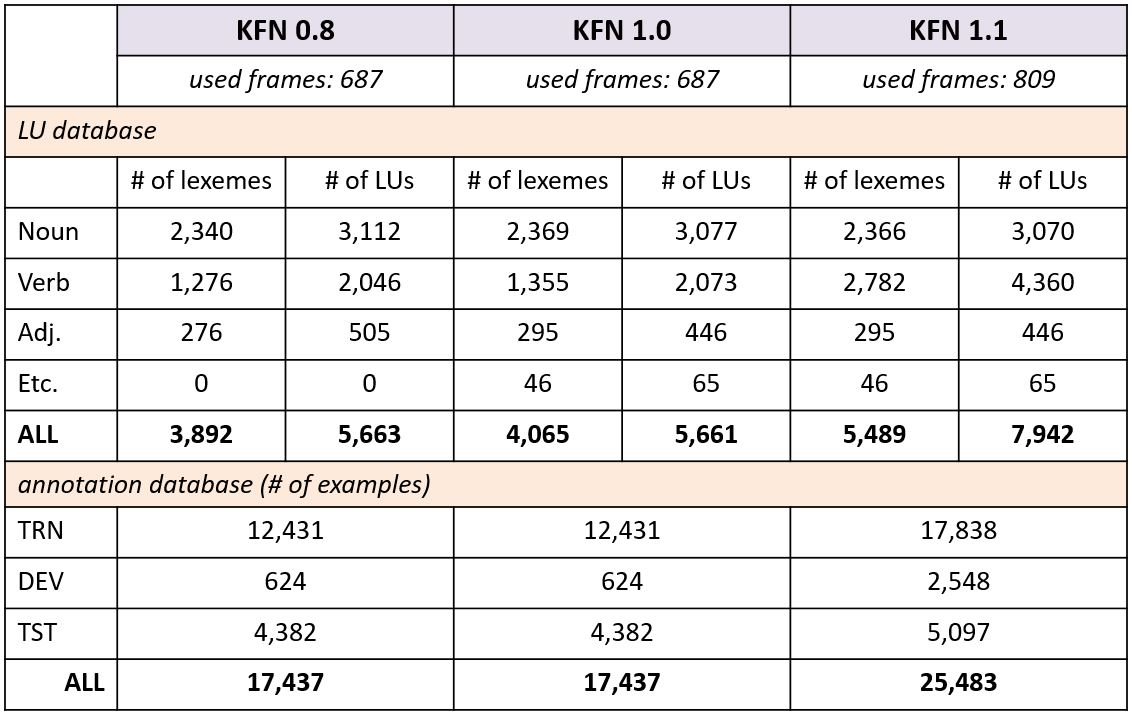 KFN 0.8 KFN 1.0 KFN 1.1
used frames: 687 used frames: 687 used frames: 809
LU database
# of lexemes # of LUs # of lexemes # of LUs # of lexemes # of LUs
Noun 2,340 3,112 2,369 3,077 2,366 3,070
Verb 1,276 2,046 1,355 2,073 2,782 4,360
Adj. 276 505 295 446 295 446
Etc. 0 0 46 65 46 65
ALL 3,892 5,663 4,065 5,661 5,489 7,942
annotation database (# of examples)
TRN 12,431 12,431 17,838
DEV 624 624 2,548
TST 4,382 4,382 5,097
ALL 17,437 17,437 25,483